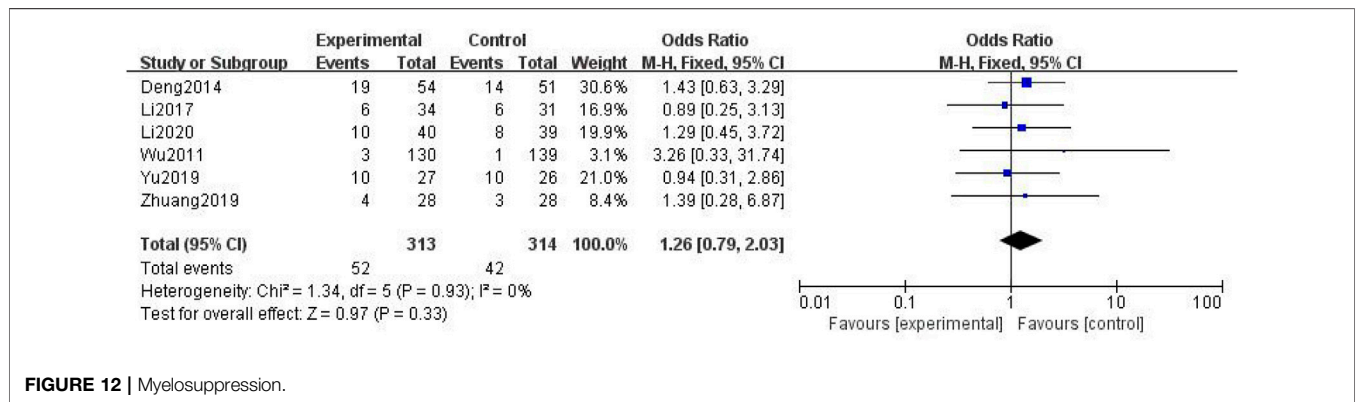 Experimental Control Odds Ratio Odds Ratio
Study or Subgroup Events Total Events Total Weight M-H, Fixed, 95% CI M-H, Fixed, 95% CI
Deng2014 19 54 14 51 30.6% 1.43 [0.63, 3.29]
Li2017 6 34 6 31 16.9% 0.89 [0.25, 3.13]
Li2020 10 40 8 39 19.9% 1.29 [0.45, 3.72]
Wu2011 3 130 1 139 3.1% 3.26 [0.33, 31.74]
Yu2019 10 27 10 26 21.0% 0.94 [0.31, 2.86]
Zhuang2019 4 28 3 28 8.4% 1.39 [0.28, 6.87]
Total (95% CI) 313 314 100.0% 1.26 [0.79, 2.03]
Total events 52 42
Heterogeneity: Chi² = 1.34, df = 5 (P = 0.93); I² = 0%
Test for overall effect: Z = 0.97 (P = 0.33)
0.01 0.1 1 10 100
Favours [experimental] Favours [control]
FIGURE 12 | Myelosuppression.